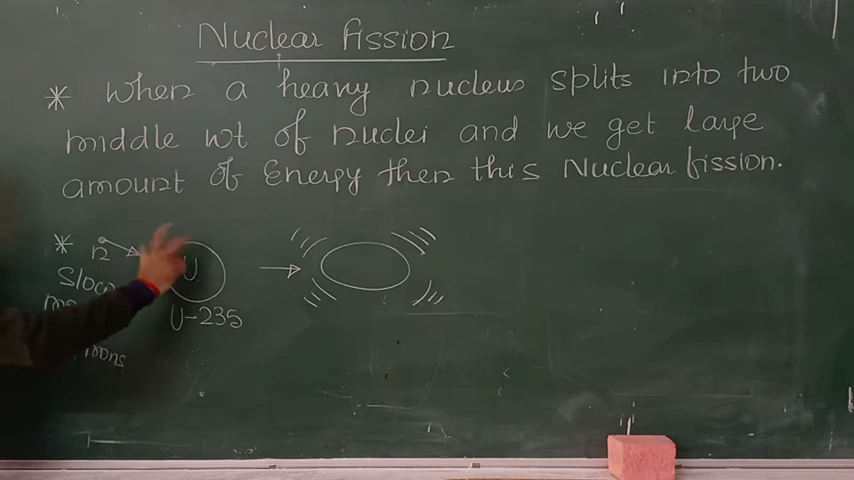 Nuclear fission
* When a heavy nucleus splits into two
middle wt of nuclei and we get large
amount of Energy then this Nuclear fission.
* n U
U-235